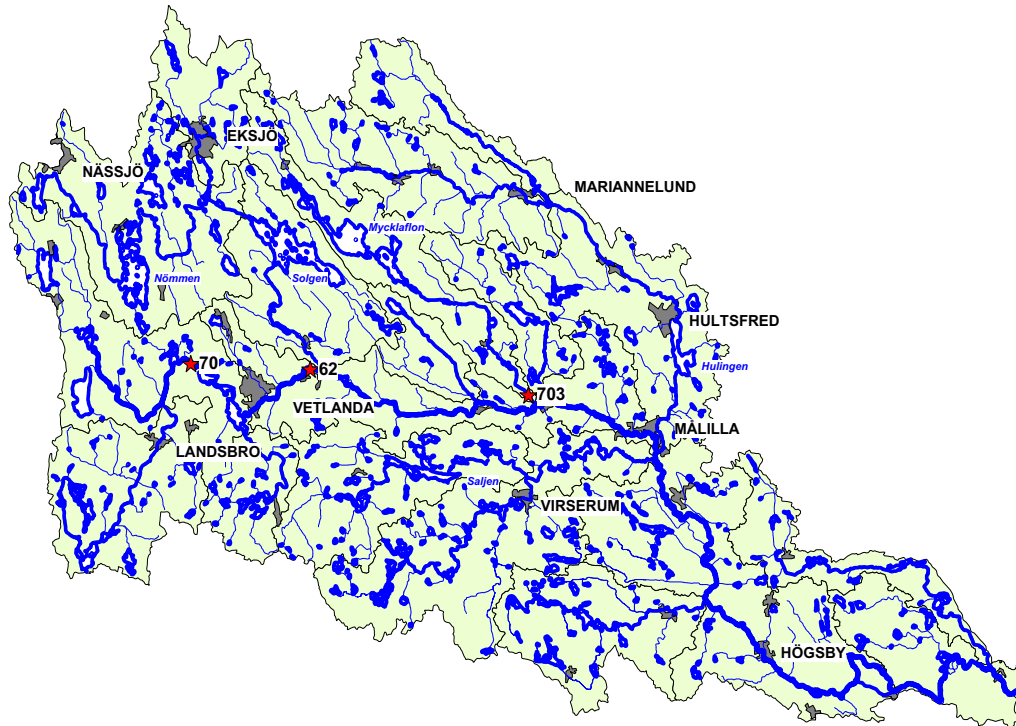 EKSJÖ
NÄSSJÖ
MARIANNELUND
Mycklaflon
Nömmen
Solgen
HULTSFRED
Hulingen
70
62
703
VETLANDA
MÅLILLA
LANDSBRO
Saljen
VIRSERUM
HÖGSBY